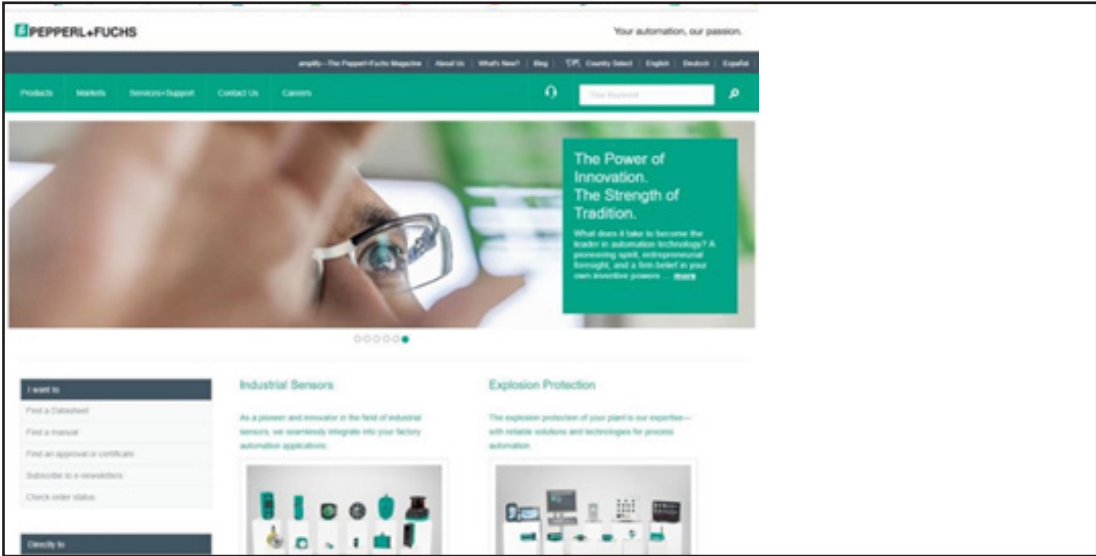 PEPPERL+FUCHS
Your automation, our passion.
amplify - The Pepperl+Fuchs Magazine | About Us | What's New? | Blog | Country Select | English | Deutsch | Español
Products Markets Services+Support Contact Us Careers Your Keyword
The Power of
Innovation.
The Strength of
Tradition.
What does it take to become the
leader in automation technology? A
pioneering spirit, entrepreneurial
foresight, and a firm belief in your
own inventive powers ... more
I want to
Find a Datasheet
Find a manual
Find an approval or certificate
Subscribe to e-newsletters
Check order status
Directly to
Industrial Sensors
As a pioneer and innovator in the field of industrial
sensors, we seamlessly integrate into your factory
automation applications.
Explosion Protection
The explosion protection of your plant is our expertise—
with reliable solutions and technologies for process
automation.